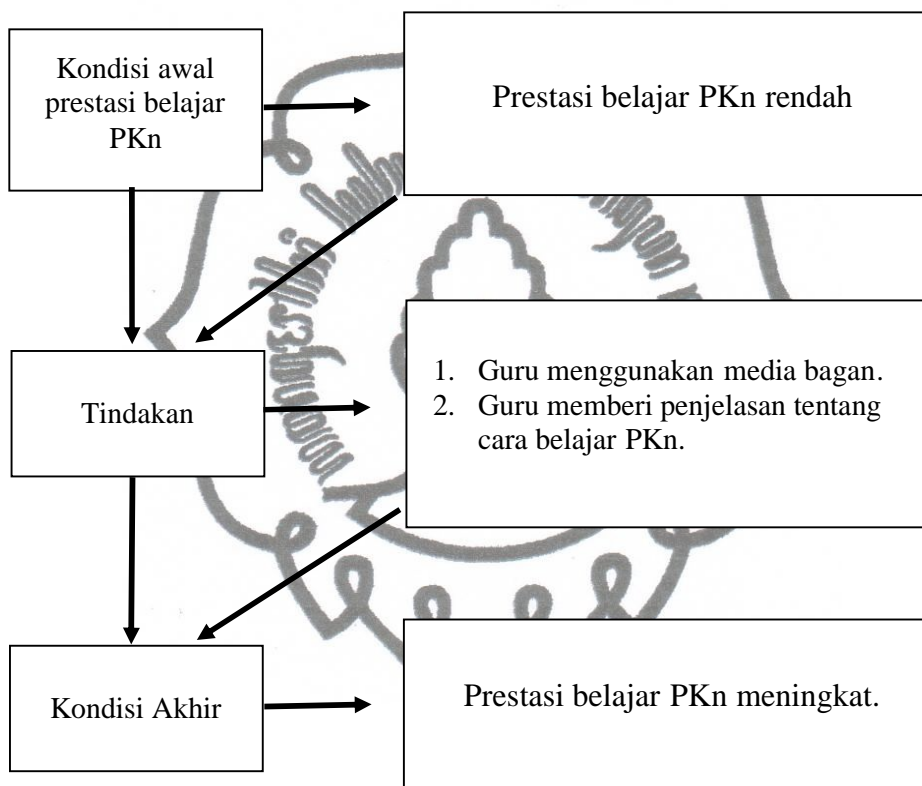 Kondisi awal
prestasi belajar
PKn
Prestasi belajar PKn rendah
Tindakan
1. Guru menggunakan media bagan.
2. Guru memberi penjelasan tentang
cara belajar PKn.
Kondisi Akhir
Prestasi belajar PKn meningkat.